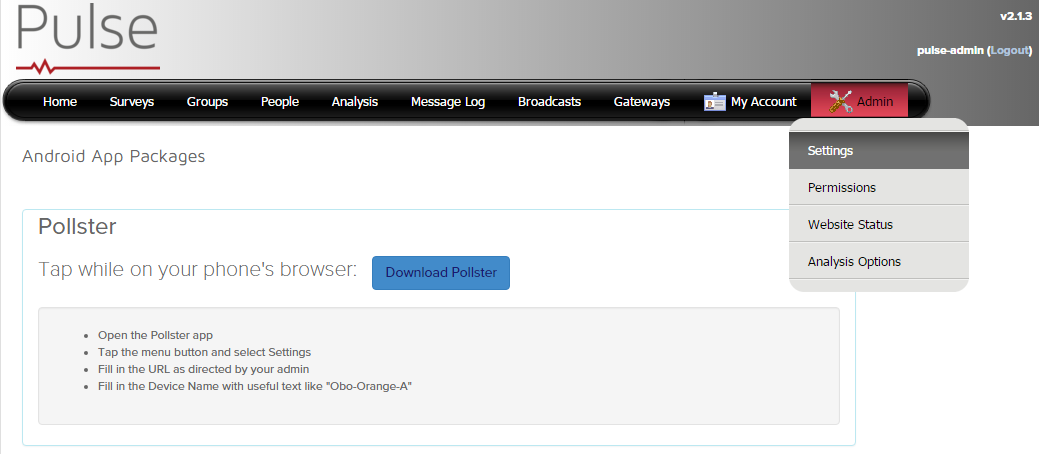 Pulse
v2.1.3
pulse-admin (Logout)
Home Surveys Groups People Analysis Message Log Broadcasts Gateways My Account Admin
Settings
Permissions
Website Status
Analysis Options
Android App Packages
Pollster
Tap while on your phone's browser: Download Pollster
Open the Pollster app
Tap the menu button and select Settings
Fill in the URL as directed by your admin
Fill in the Device Name with useful text like "Obo-Orange-A"